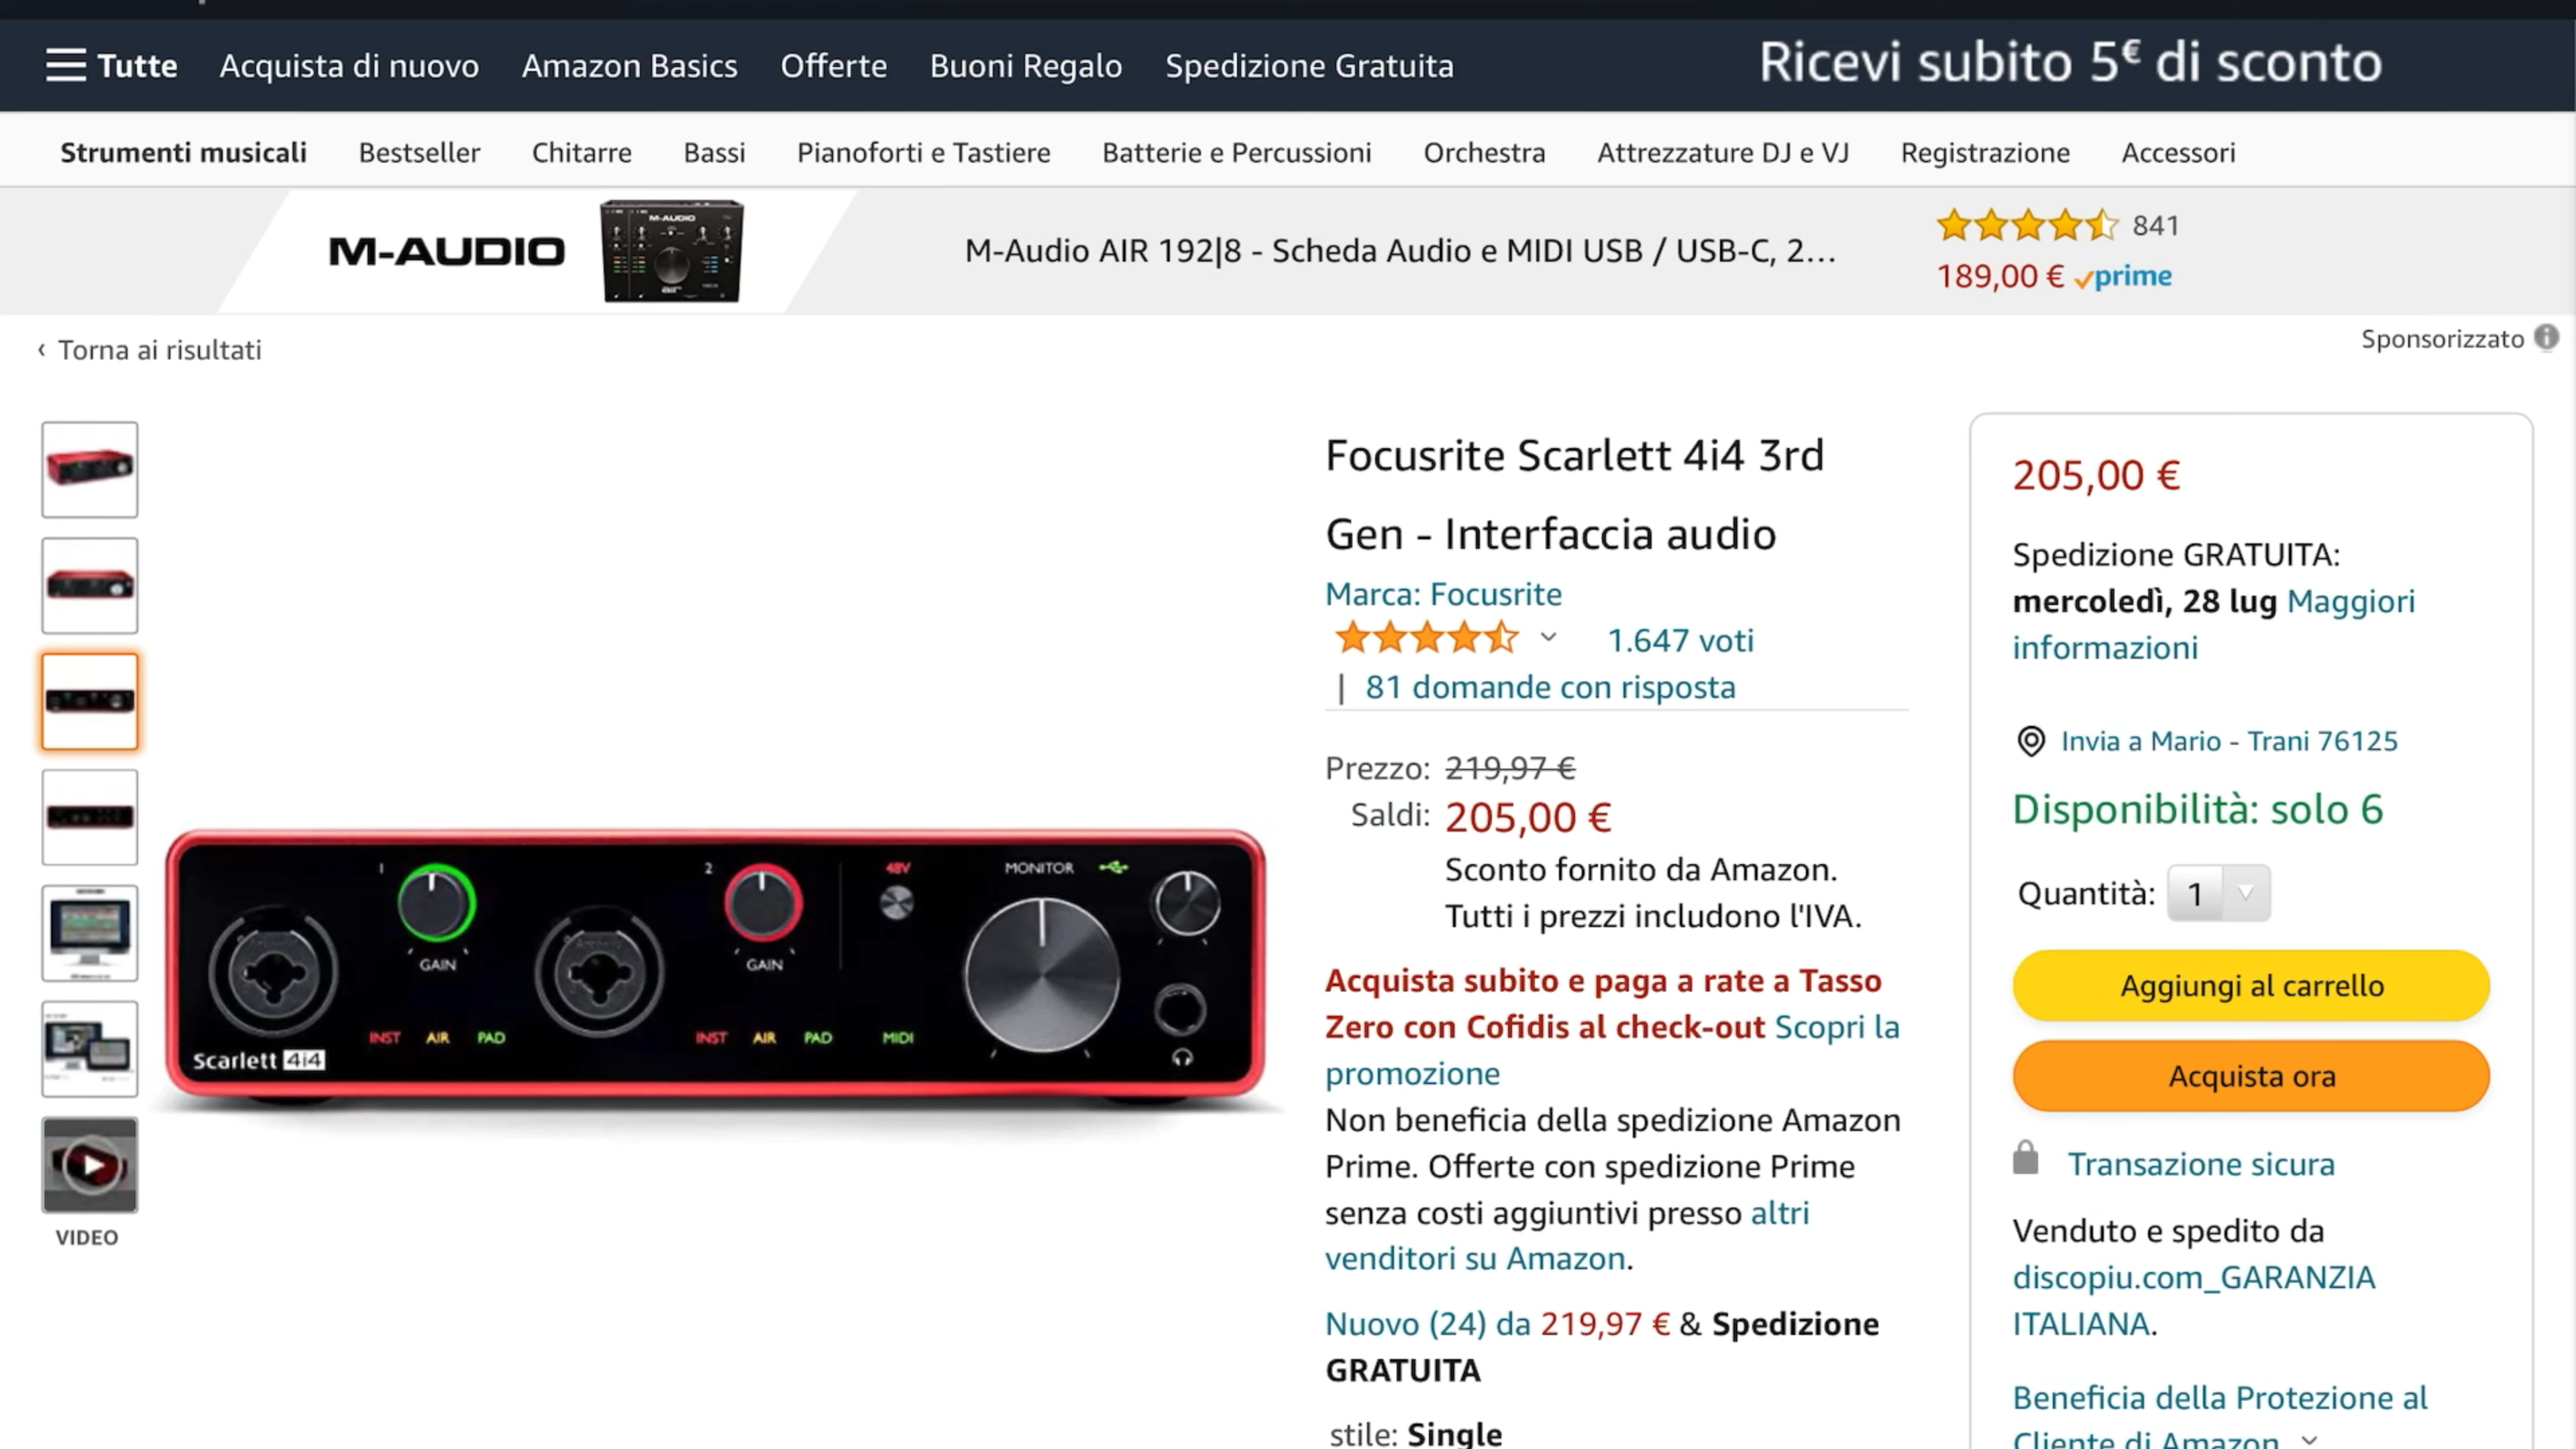 Tutte Acquista di nuovo Amazon Basics Offerte Buoni Regalo Spedizione Gratuita Ricevi subito 5€ di sconto
Strumenti musicali Bestseller Chitarre Bassi Pianoforti e Tastiere Batterie e Percussioni Orchestra Attrezzature DJ e VJ Registrazione Accessori
M-AUDIO
M-AUDIO
M-Audio AIR 192|8 - Scheda Audio e MIDI USB / USB-C, 2...
841
189,00 € prime
‹ Torna ai risultati
Sponsorizzato
VIDEO
1
GAIN
INST AIR PAD
2
GAIN
INST AIR PAD
48V
MIDI
MONITOR
Scarlett 4i4
Focusrite Scarlett 4i4 3rd
Gen - Interfaccia audio
Marca: Focusrite
1.647 voti
| 81 domande con risposta
Prezzo: 219,97 €
Saldi: 205,00 €
Sconto fornito da Amazon.
Tutti i prezzi includono l'IVA.
Acquista subito e paga a rate a Tasso
Zero con Cofidis al check-out Scopri la
promozione
Non beneficia della spedizione Amazon
Prime. Offerte con spedizione Prime
senza costi aggiuntivi presso altri
venditori su Amazon.
Nuovo (24) da 219,97 € & Spedizione
GRATUITA
stile: Single
205,00 €
Spedizione GRATUITA:
mercoledì, 28 lug Maggiori
informazioni
Invia a Mario - Trani 76125
Disponibilità: solo 6
Quantità: 1
Aggiungi al carrello
Acquista ora
Transazione sicura
Venduto e spedito da
discopiu.com_GARANZIA
ITALIANA.
Beneficia della Protezione al
Cliente di Amazon